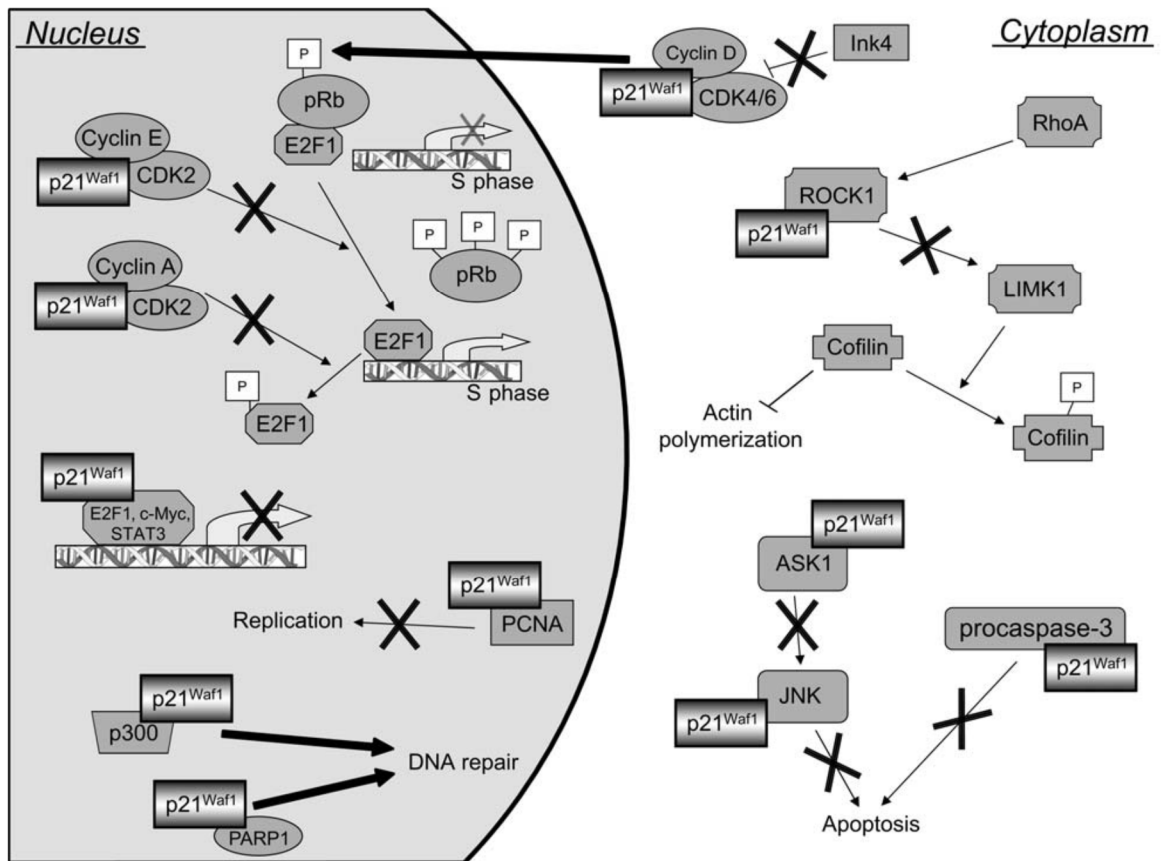 Nucleus
Cytoplasm
P
pRb
E2F1
S phase
Cyclin D
p21Waf1
CDK4/6
Ink4
RhoA
Cyclin E
p21Waf1
CDK2
ROCK1
p21Waf1
P
P
P
pRb
Cyclin A
p21Waf1
CDK2
LIMK1
E2F1
S phase
Cofilin
P
E2F1
P
Cofilin
Actin
polymerization
p21Waf1
E2F1, c-Myc,
STAT3
p21Waf1
ASK1
p21Waf1
PCNA
Replication
procaspase-3
p21Waf1
JNK
p21Waf1
p21Waf1
p300
DNA repair
p21Waf1
PARP1
Apoptosis